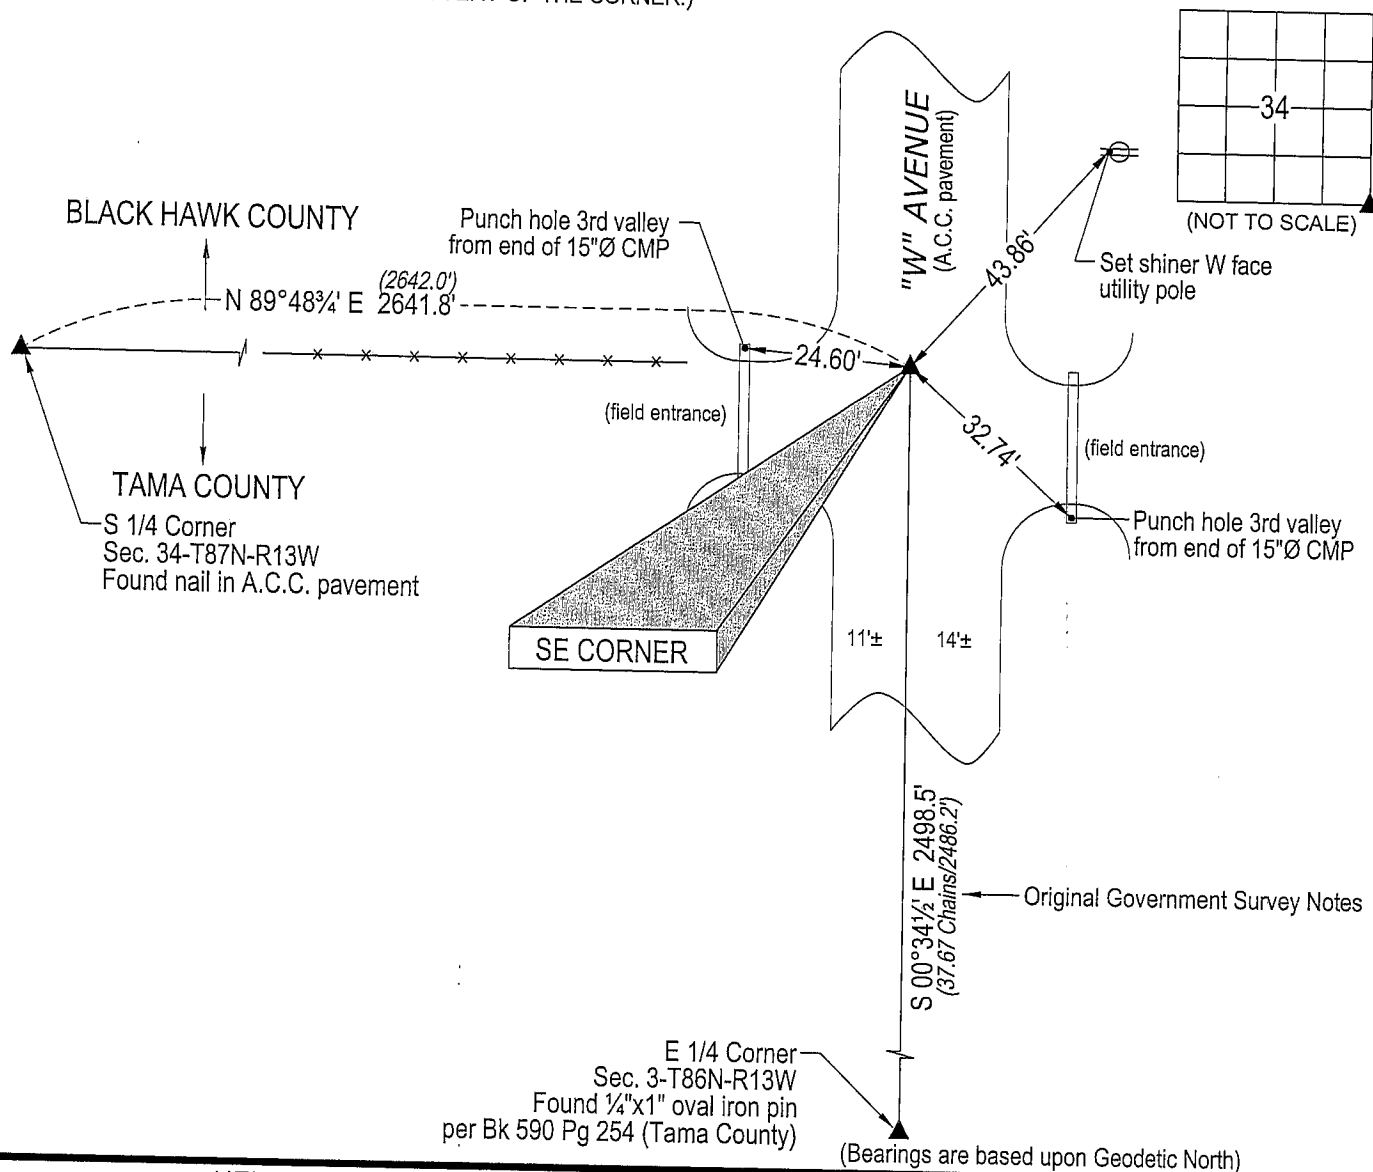 OF THE CORNER.)
34
(NOT TO SCALE)
"W" AVENUE
(A.C.C. pavement)
BLACK HAWK COUNTY
Punch hole 3rd valley
from end of 15"Ø CMP
43.86'
Set shiner W face
utility pole
(2642.0')
N 89°48¾' E 2641.8'
24.60'
(field entrance)
32.74'
(field entrance)
TAMA COUNTY
S 1/4 Corner
Sec. 34-T87N-R13W
Found nail in A.C.C. pavement
Punch hole 3rd valley
from end of 15"Ø CMP
SE CORNER
11'±
14'±
S 00°34½' E 2498.5'
(37.67 Chains/2486.2')
Original Government Survey Notes
E 1/4 Corner
Sec. 3-T86N-R13W
Found ¼"x1" oval iron pin
per Bk 590 Pg 254 (Tama County)
(Bearings are based upon Geodetic North)